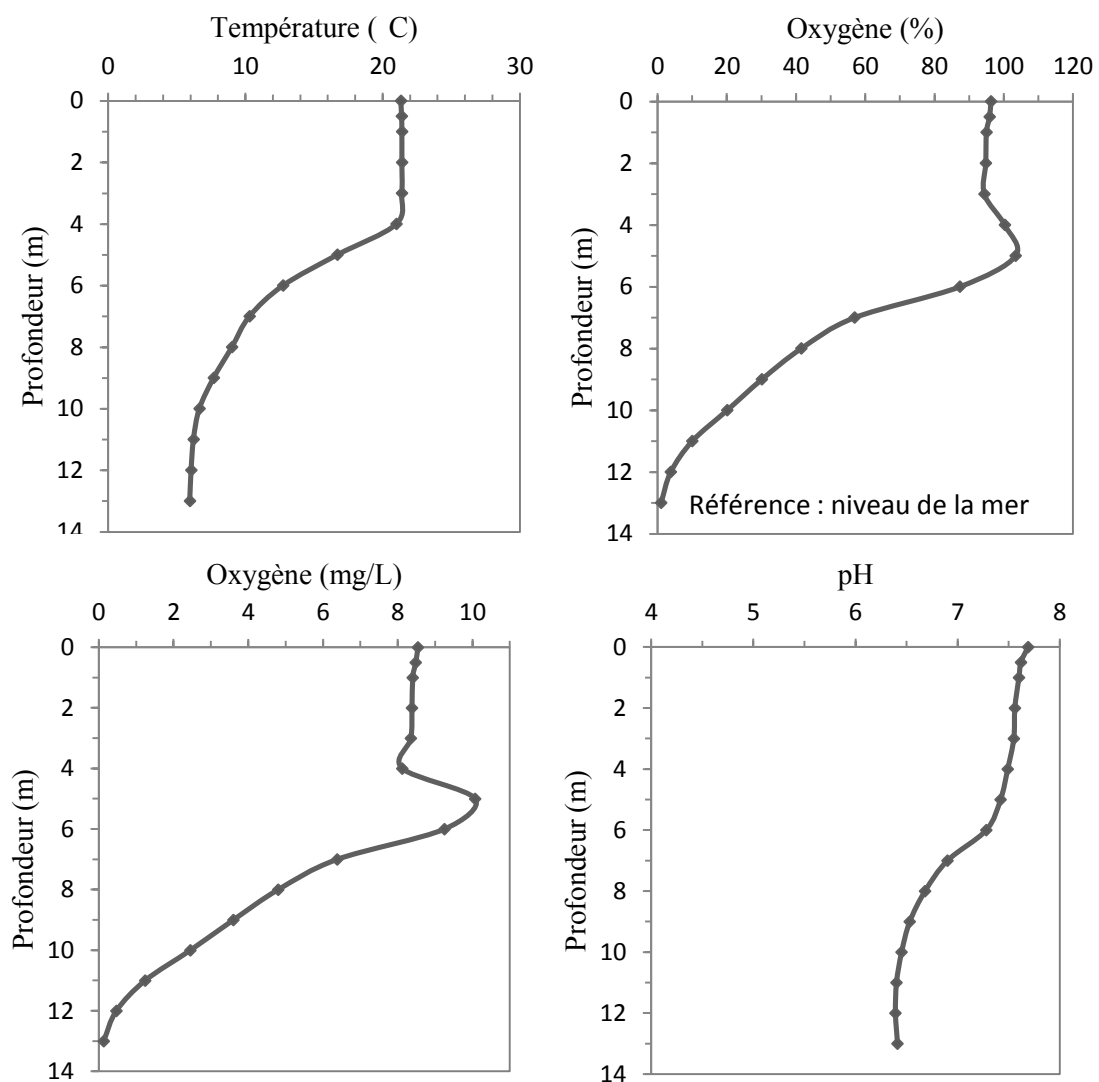 Température ( C)
0 10 20 30
0
2
4
6
8
10
12
14
Profondeur (m)
Oxygène (%)
0 20 40 60 80 100 120
0
2
4
6
8
10
12
14
Profondeur (m)
Référence : niveau de la mer
Oxygène (mg/L)
0 2 4 6 8 10
0
2
4
6
8
10
12
14
Profondeur (m)
pH
4 5 6 7 8
0
2
4
6
8
10
12
14
Profondeur (m)